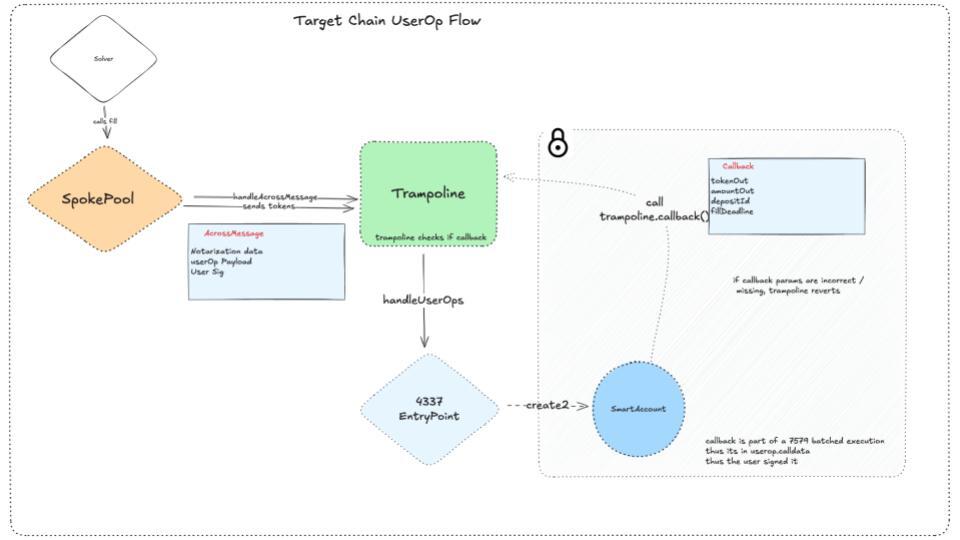 Target Chain UserOp Flow
Solver
calls fill
SpokePool
handleAcrossMessage
sends tokens
AcrossMessage
Notarization data
userOp Payload
User Sig
Trampoline
trampoline checks if callback
handleUserOps
4337
EntryPoint
create2
SmartAccount
call
trampoline.callback()
Callback
tokenOut
amountOut
depositId
fillDeadline
if callback params are incorrect /
missing, trampoline reverts
callback is part of a 7579 batched execution
thus its in userop.calldata
thus the user signed it